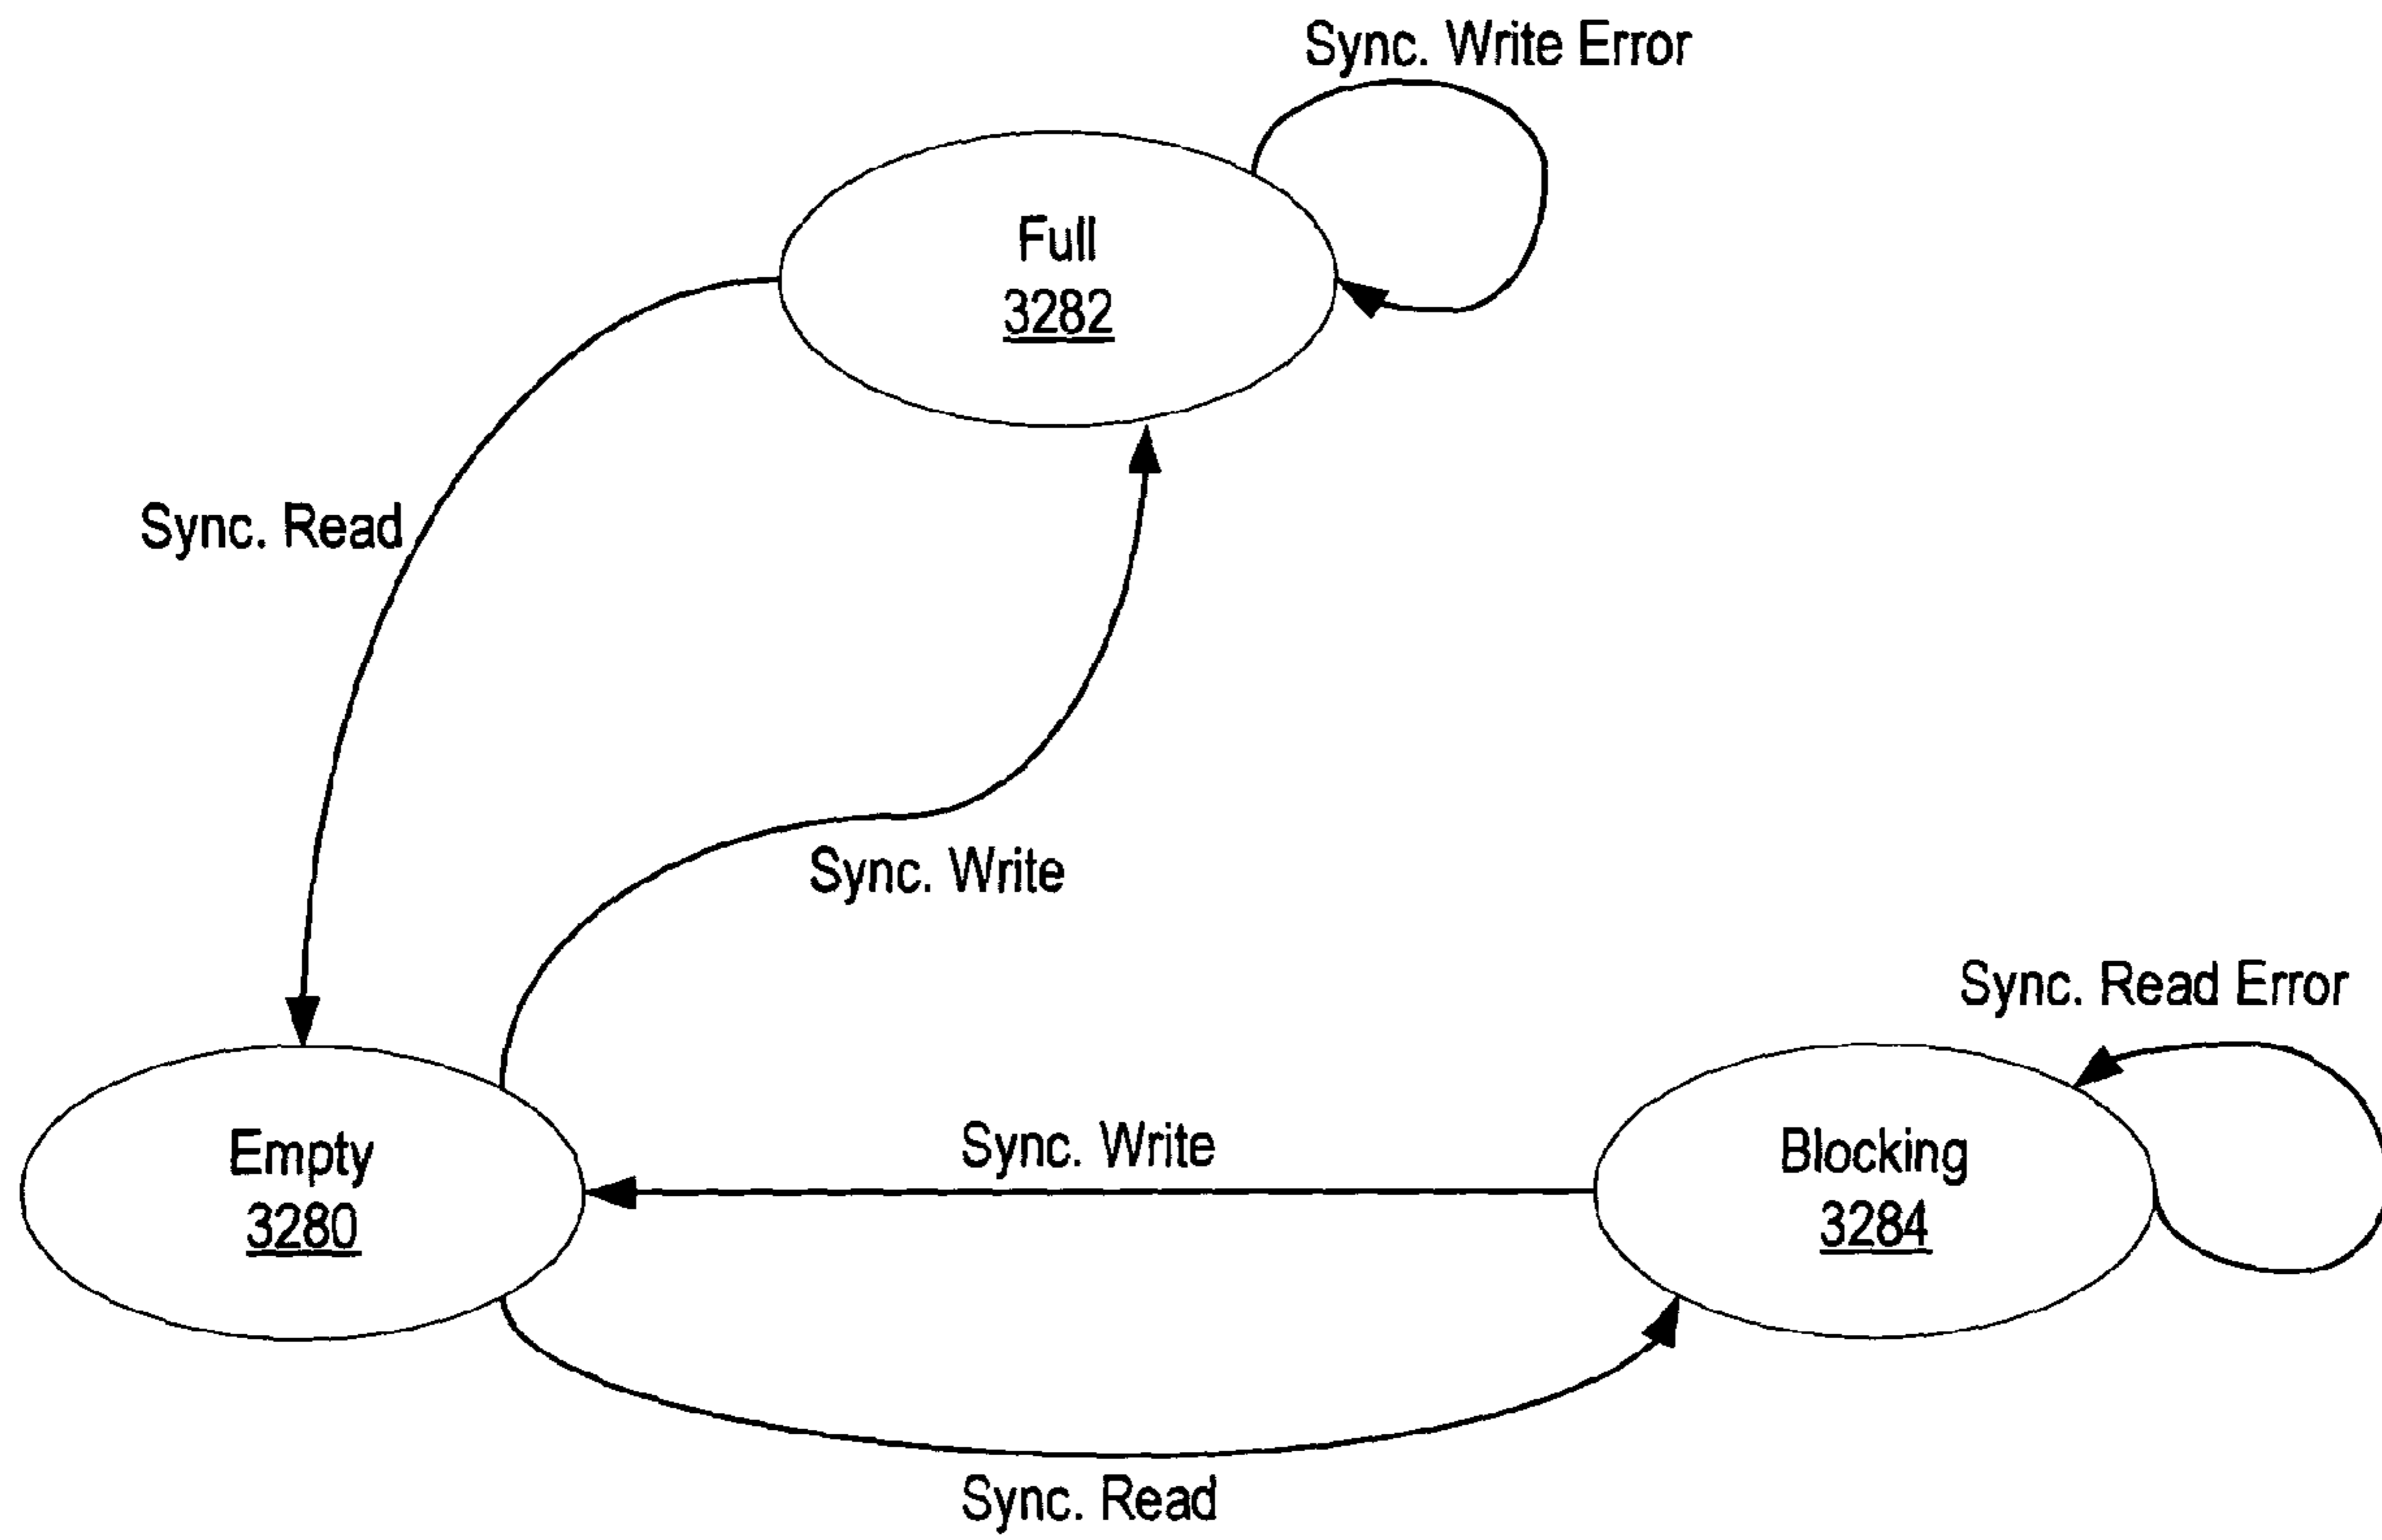 Sync. Write Error
Full
3282
Sync. Read
Sync. Write
Sync. Read Error
Empty
3280
Sync. Write
Blocking
3284
Sync. Read